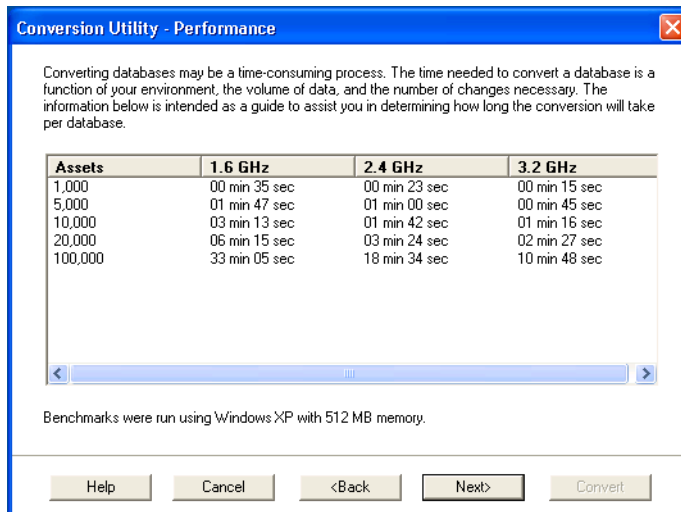 Conversion Utility - Performance
Converting databases may be a time-consuming process. The time needed to convert a database is a
function of your environment, the volume of data, and the number of changes necessary. The
information below is intended as a guide to assist you in determining how long the conversion will take
per database.
Assets 1.6 GHz 2.4 GHz 3.2 GHz
1,000 00 min 35 sec 00 min 23 sec 00 min 15 sec
5,000 01 min 47 sec 01 min 00 sec 00 min 45 sec
10,000 03 min 13 sec 01 min 42 sec 01 min 16 sec
20,000 06 min 15 sec 03 min 24 sec 02 min 27 sec
100,000 33 min 05 sec 18 min 34 sec 10 min 48 sec
Benchmarks were run using Windows XP with 512 MB memory.
Help Cancel <Back Next> Convert